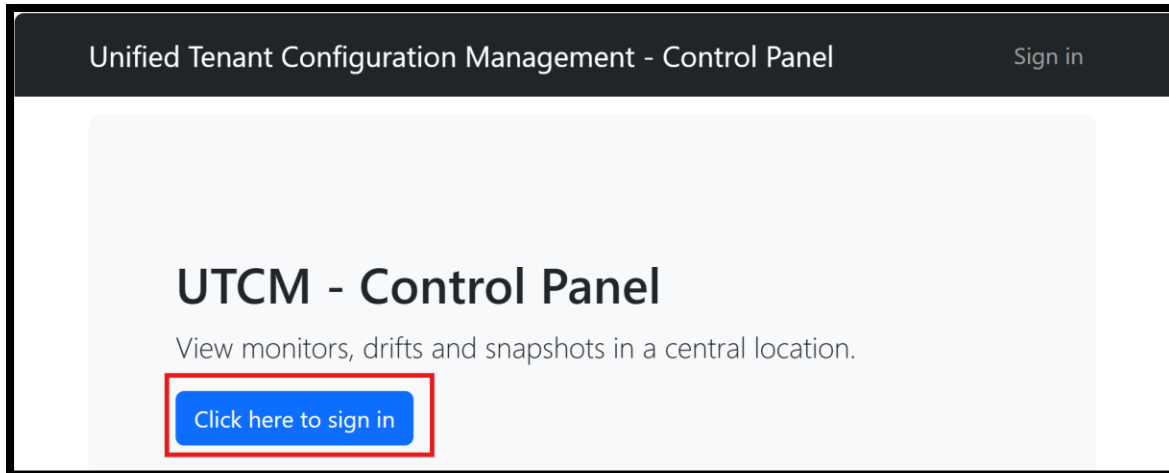 Unified Tenant Configuration Management - Control Panel
Sign in
UTCM - Control Panel
View monitors, drifts and snapshots in a central location.
Click here to sign in